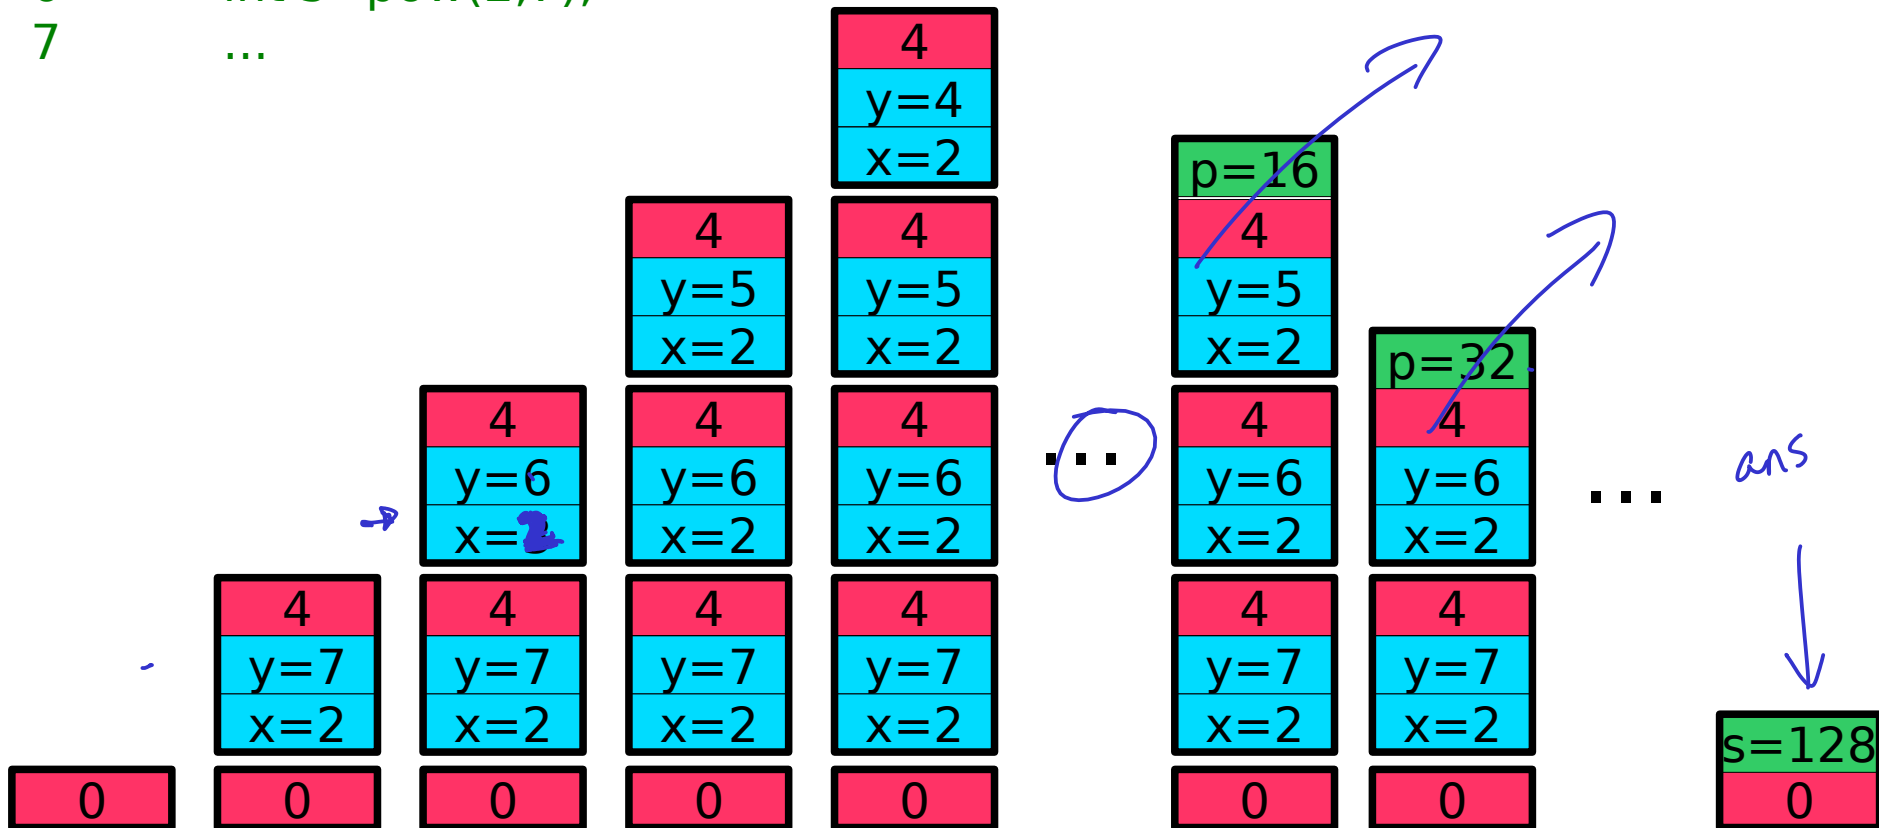 7 ...
4
y=4
x=2
p=16
4 4 4
y=5 y=5 y=5
x=2 x=2 x=2
p=32
4 4 4 4 4
y=6 y=6 y=6 ... y=6 y=6
x=2 x=2 x=2 x=2 x=2
... ans
4 4 4 4 4 4
y=7 y=7 y=7 y=7 y=7 y=7
x=2 x=2 x=2 x=2 x=2 x=2
s=128
0 0 0 0 0 0 0 0